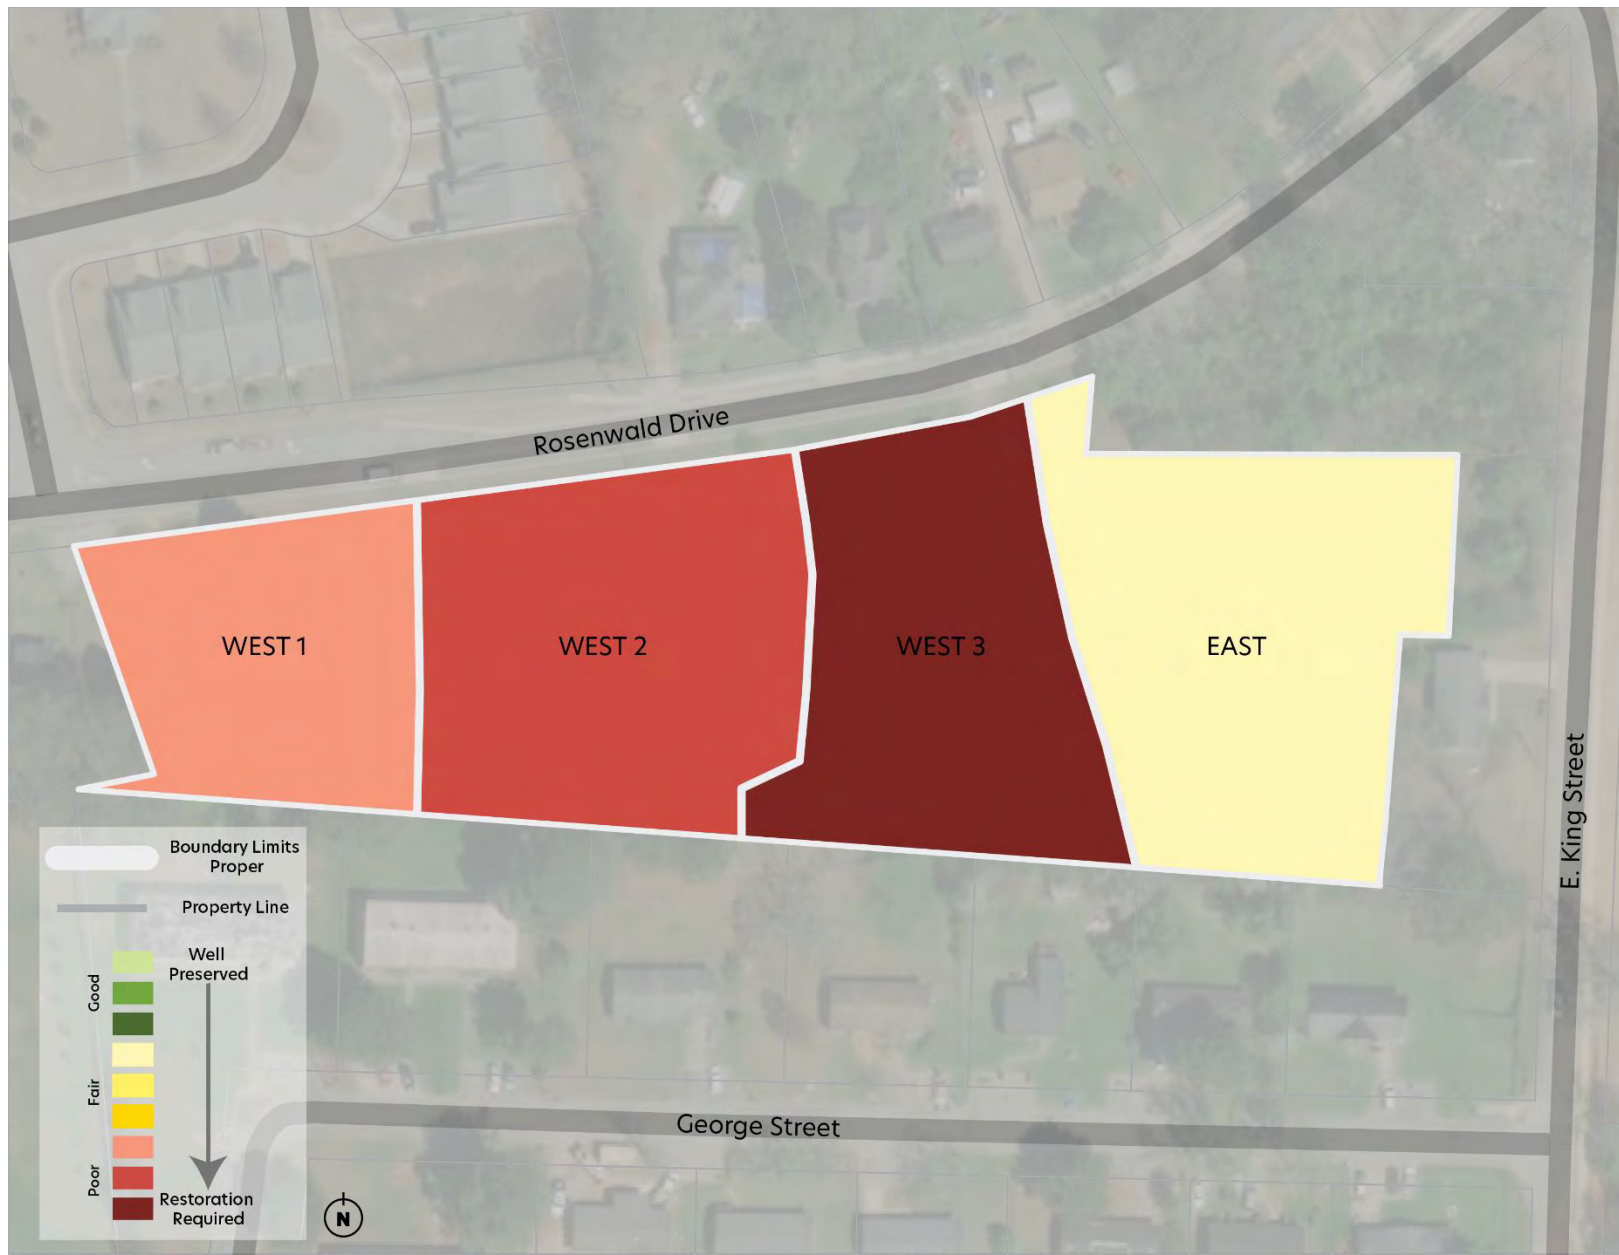 Rosenwald Drive
WEST 1
WEST 2
WEST 3
EAST
E. King Street
George Street
Boundary Limits
Proper
Property Line
Well
Preserved
Good
Fair
Poor
Restoration
Required
N